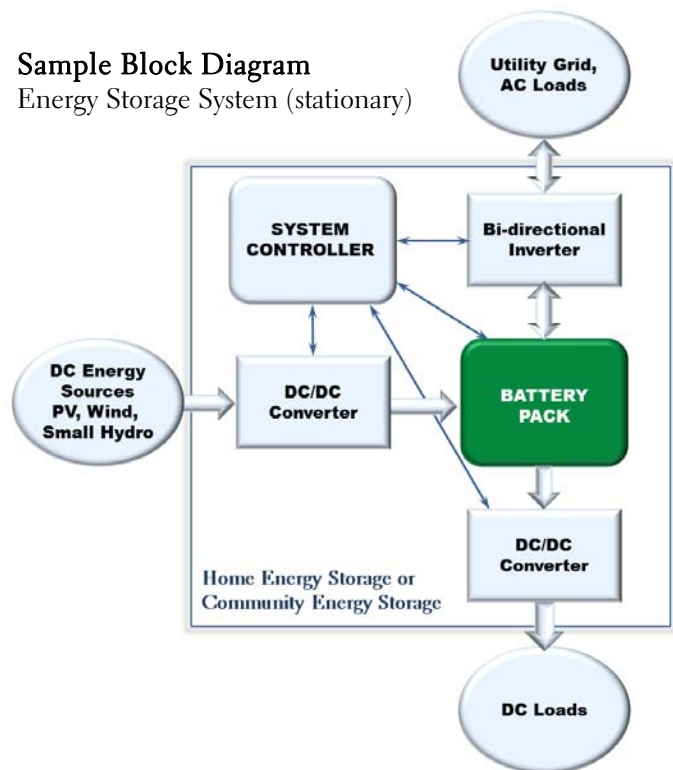 Sample Block Diagram
Energy Storage System (stationary)
Utility Grid,
AC Loads
SYSTEM
CONTROLLER
Bi-directional
Inverter
DC Energy
Sources
PV, Wind,
Small Hydro
DC/DC
Converter
BATTERY
PACK
DC/DC
Converter
Home Energy Storage or
Community Energy Storage
DC Loads